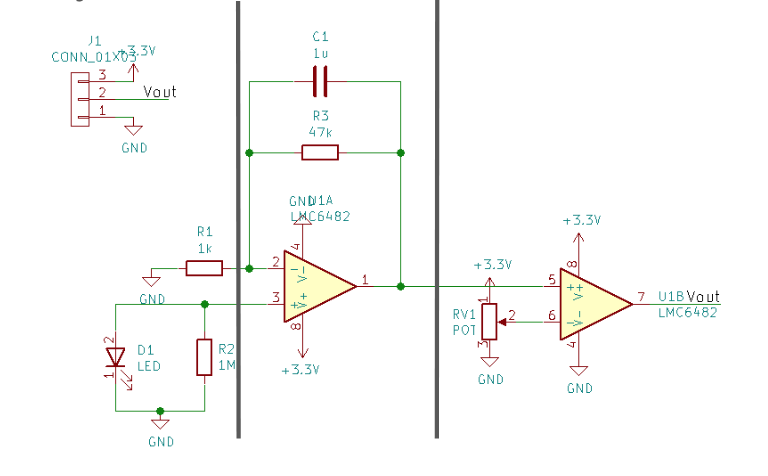 J1
CONN_01X03
+3.3V
3
2
Vout
1
GND
C1
1u
R3
47k
GND
U1A
LMC6482
R1
1k
4
2
-
V-
1
GND
3
+
V+
8
+3.3V
2
D1
LED
1
R2
1M
GND
+3.3V
8
+3.3V
5
+
V+
1
RV1
POT
2
3
6
-
V-
7
U1B
Vout
LMC6482
4
GND
GND